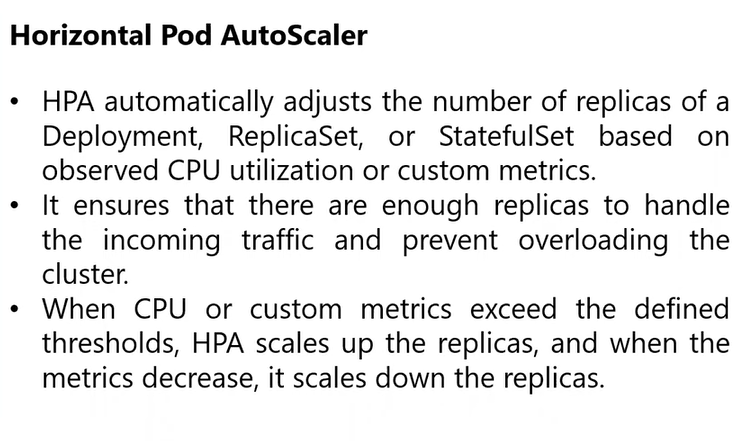 Horizontal Pod AutoScaler
• HPA automatically adjusts the number of replicas of a
Deployment, ReplicaSet, or StatefulSet based on
observed CPU utilization or custom metrics.
• It ensures that there are enough replicas to handle
the incoming traffic and prevent overloading the
cluster.
• When CPU or custom metrics exceed the defined
thresholds, HPA scales up the replicas, and when the
metrics decrease, it scales down the replicas.